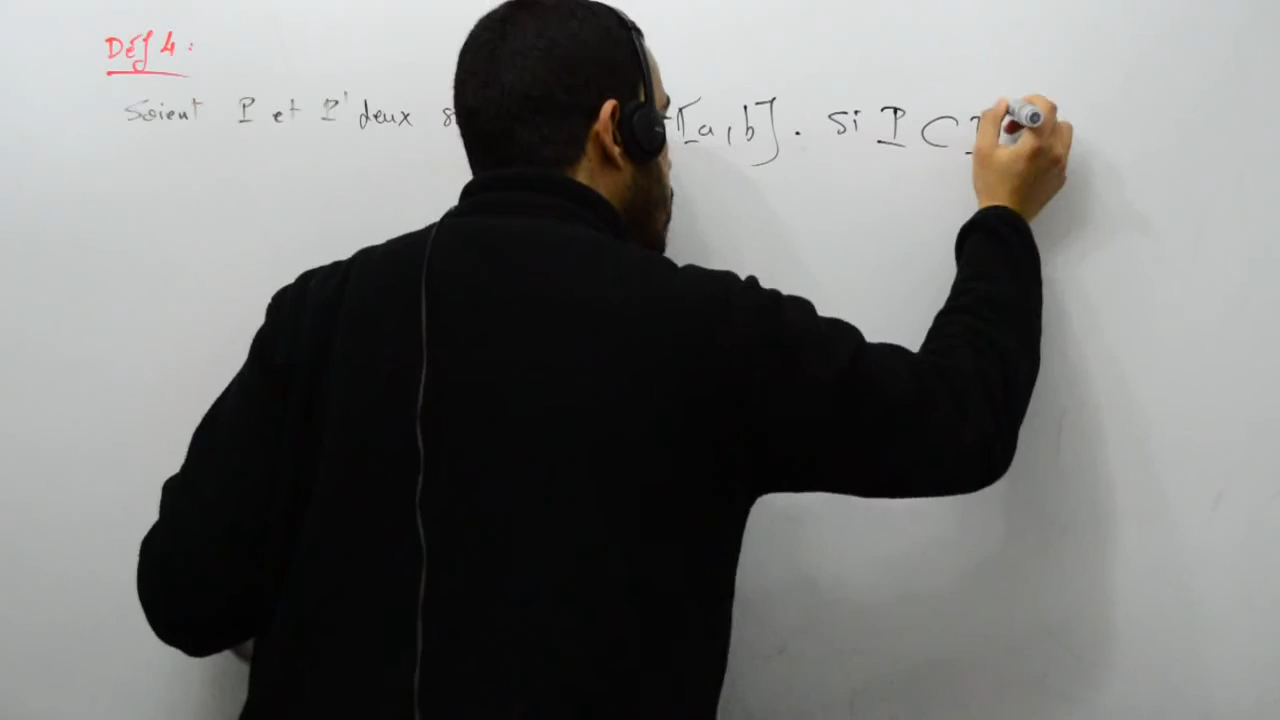 Déf 4 :
Soient P et P' deux [a, b]. si P ⊂